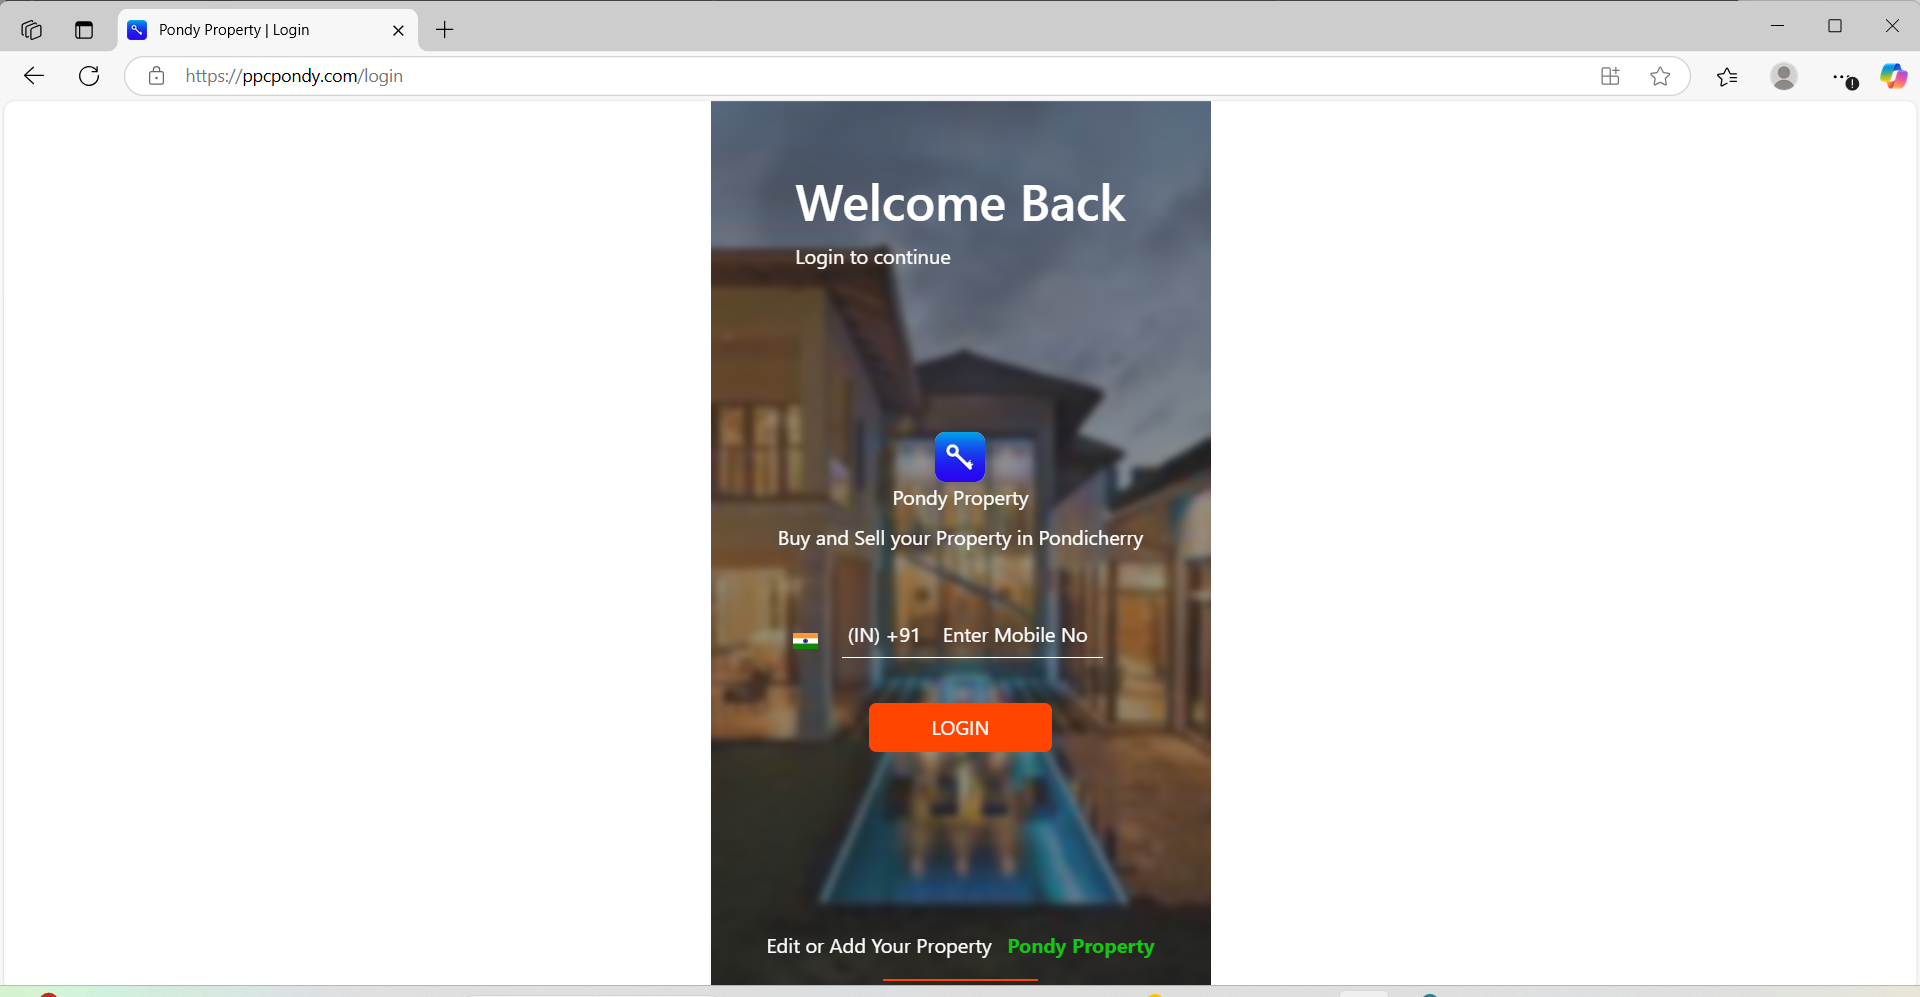 Pondy Property | Login
https://ppcpondy.com/login
Welcome Back
Login to continue
Pondy Property
Buy and Sell your Property in Pondicherry
(IN) +91 Enter Mobile No
LOGIN
Edit or Add Your Property Pondy Property